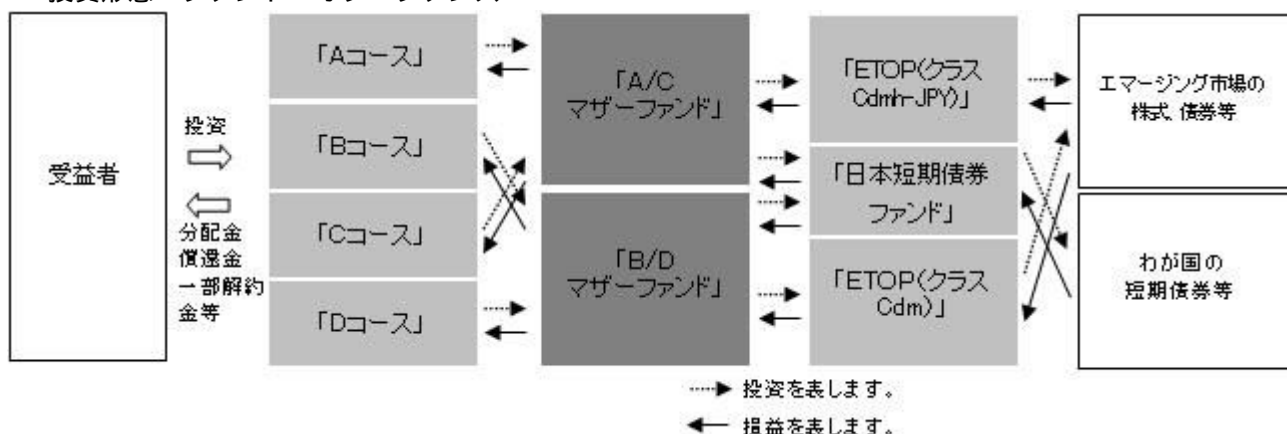 受益者
投資
分配金
償還金
一部解約
金等
「Aコース」
「Bコース」
「Cコース」
「Dコース」
「A/C
マザーファンド」
「B/D
マザーファンド」
「ETOP(クラス
Cdmh-JPY)」
「日本短期債券
ファンド」
「ETOP(クラス
Cdm)」
エマージング市場の
株式、債券等
わが国の
短期債券等
投資を表します。
損益を表します。